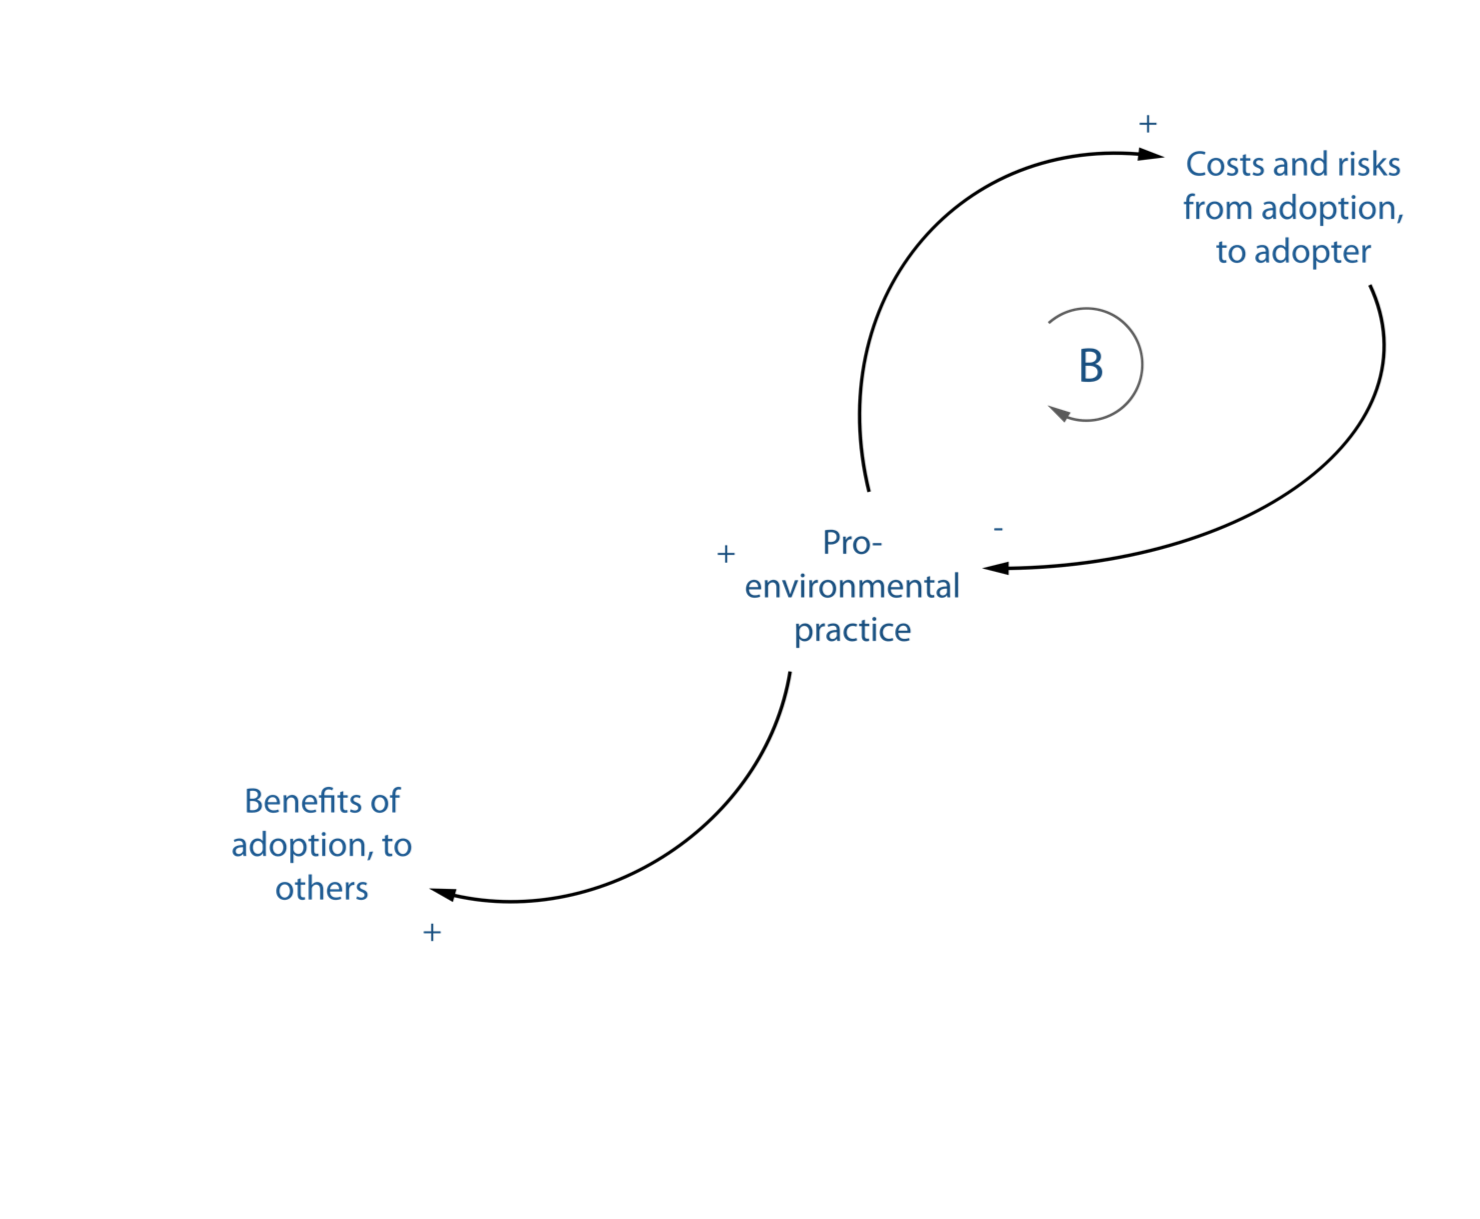 +
Costs and risks
from adoption,
to adopter
B
-
+
Pro-
environmental
practice
Benefits of
adoption, to
others
+